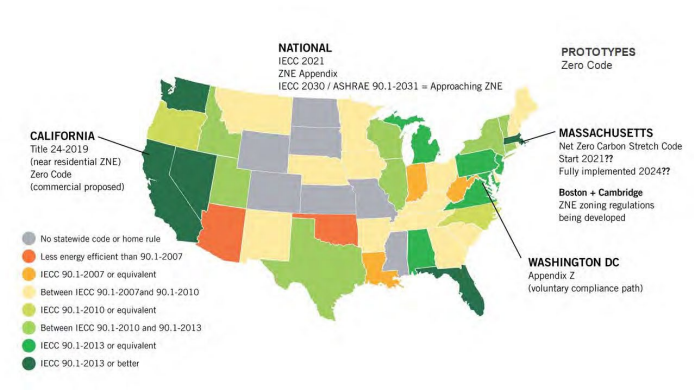 NATIONAL
IECC 2021
ZNE Appendix
IECC 2030 / ASHRAE 90.1-2031 = Approaching ZNE
PROTOTYPES
Zero Code
CALIFORNIA
Title 24-2019
(near residential ZNE)
Zero Code
(commercial proposed)
MASSACHUSETTS
Net Zero Carbon Stretch Code
Start 2021??
Fully implemented 2024??
Boston + Cambridge
ZNE zoning regulations
being developed
WASHINGTON DC
Appendix Z
(voluntary compliance path)
No statewide code or home rule
Less energy efficient than 90.1-2007
IECC 90.1-2007 or equivalent
Between IECC 90.1-2007and 90.1-2010
IECC 90.1-2010 or equivalent
Between IECC 90.1-2010 and 90.1-2013
IECC 90.1-2013 or equivalent
IECC 90.1-2013 or better